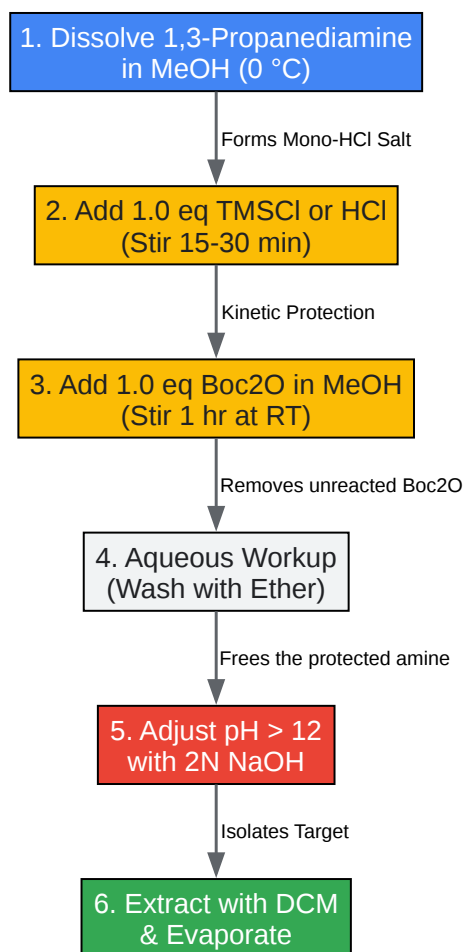 1. Dissolve 1,3-Propanediamine
in MeOH (0 °C)
Forms Mono-HCl Salt
2. Add 1.0 eq TMSCl or HCl
(Stir 15-30 min)
Kinetic Protection
3. Add 1.0 eq Boc2O in MeOH
(Stir 1 hr at RT)
Removes unreacted Boc2O
4. Aqueous Workup
(Wash with Ether)
Frees the protected amine
5. Adjust pH > 12
with 2N NaOH
Isolates Target
6. Extract with DCM
& Evaporate